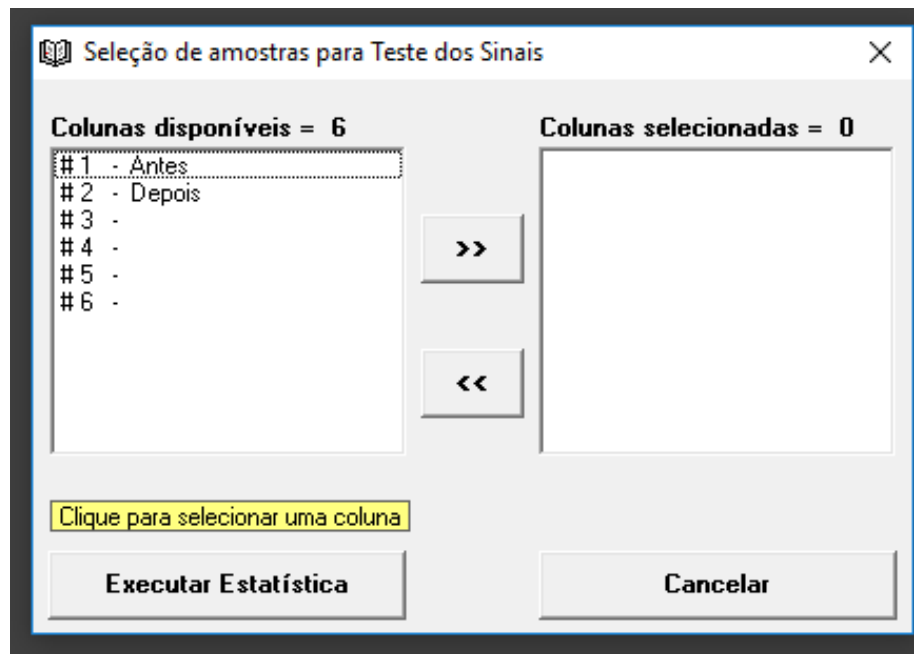 Seleção de amostras para Teste dos Sinais
Colunas disponíveis = 6
# 1 - Antes
# 2 - Depois
# 3 -
# 4 -
# 5 -
# 6 -
>>
<<
Colunas selecionadas = 0
Clique para selecionar uma coluna
Executar Estatística
Cancelar